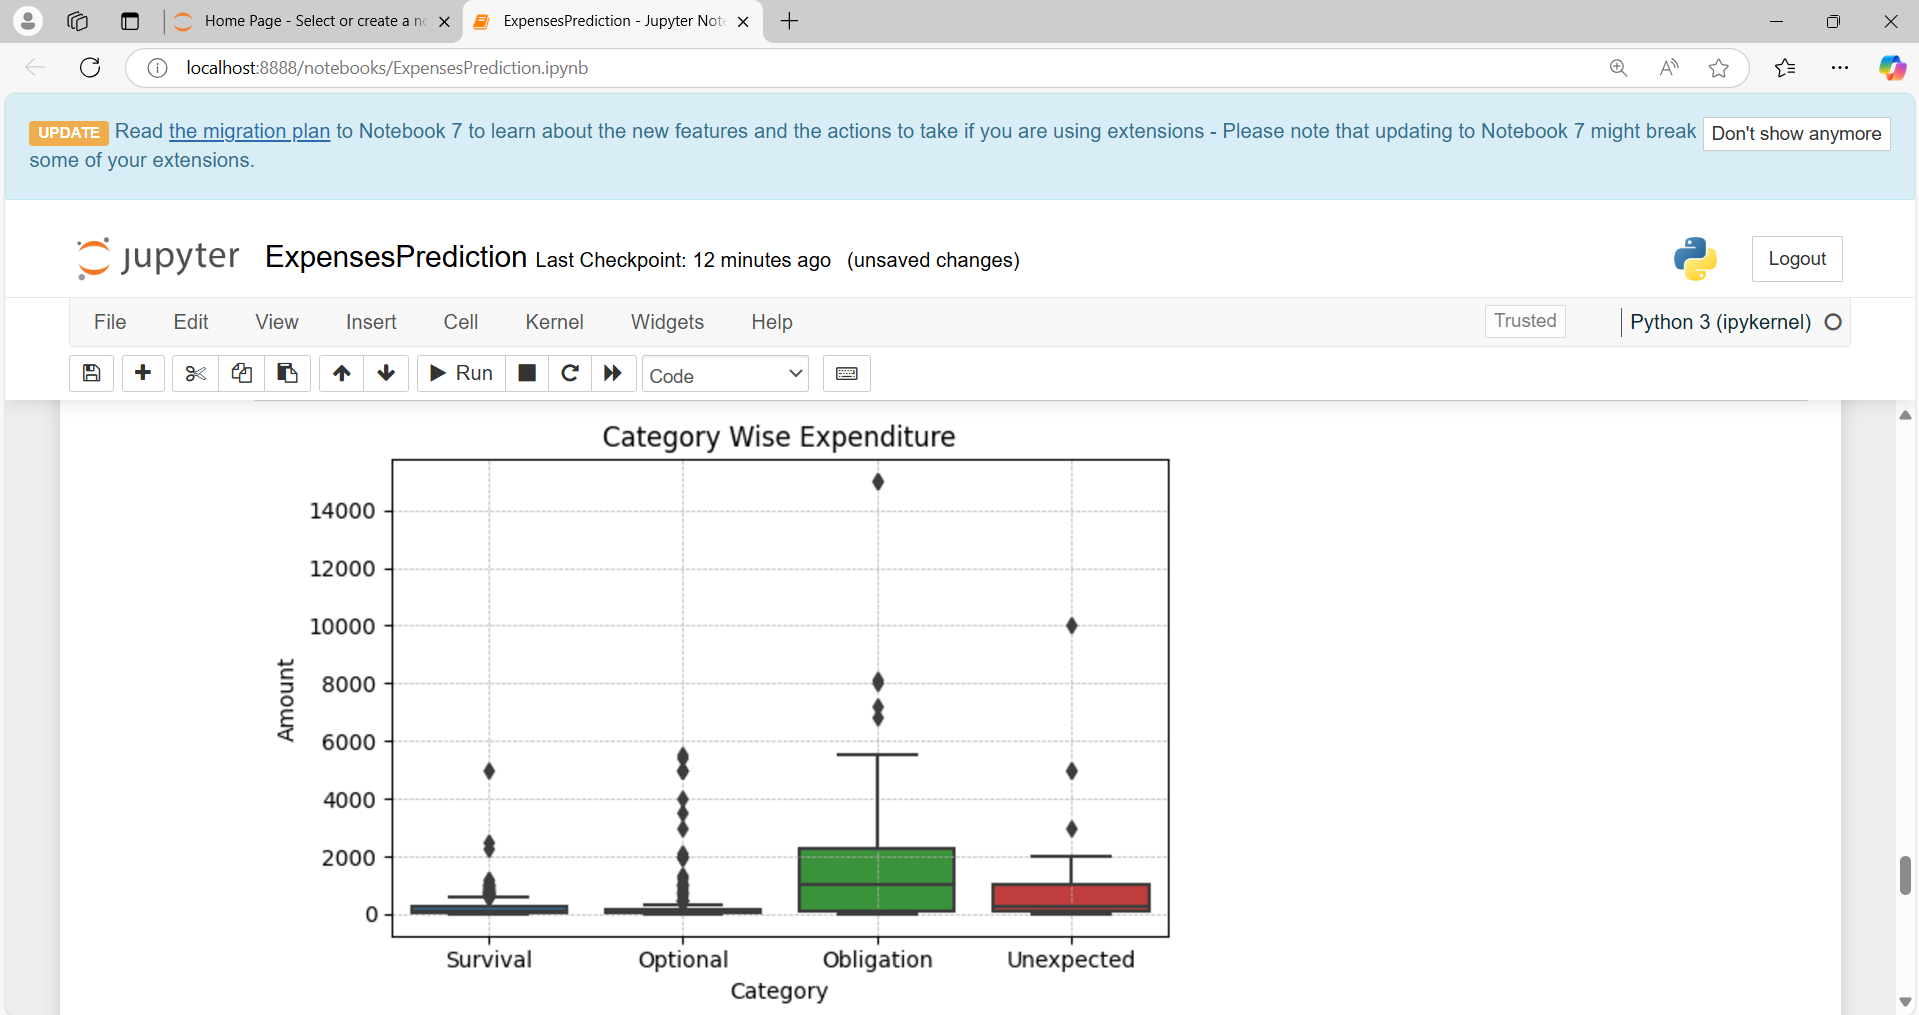 Home Page - Select or create a no
ExpensesPrediction - Jupyter Note
localhost:8888/notebooks/ExpensesPrediction.ipynb
UPDATE Read the migration plan to Notebook 7 to learn about the new features and the actions to take if you are using extensions - Please note that updating to Notebook 7 might break
some of your extensions.
Don't show anymore
jupyter ExpensesPrediction Last Checkpoint: 12 minutes ago (unsaved changes)
Logout
File Edit View Insert Cell Kernel Widgets Help
Trusted
Python 3 (ipykernel)
Run
Code
Category Wise Expenditure
14000
12000
10000
8000
6000
4000
2000
0
Amount
Survival Optional Obligation Unexpected
Category